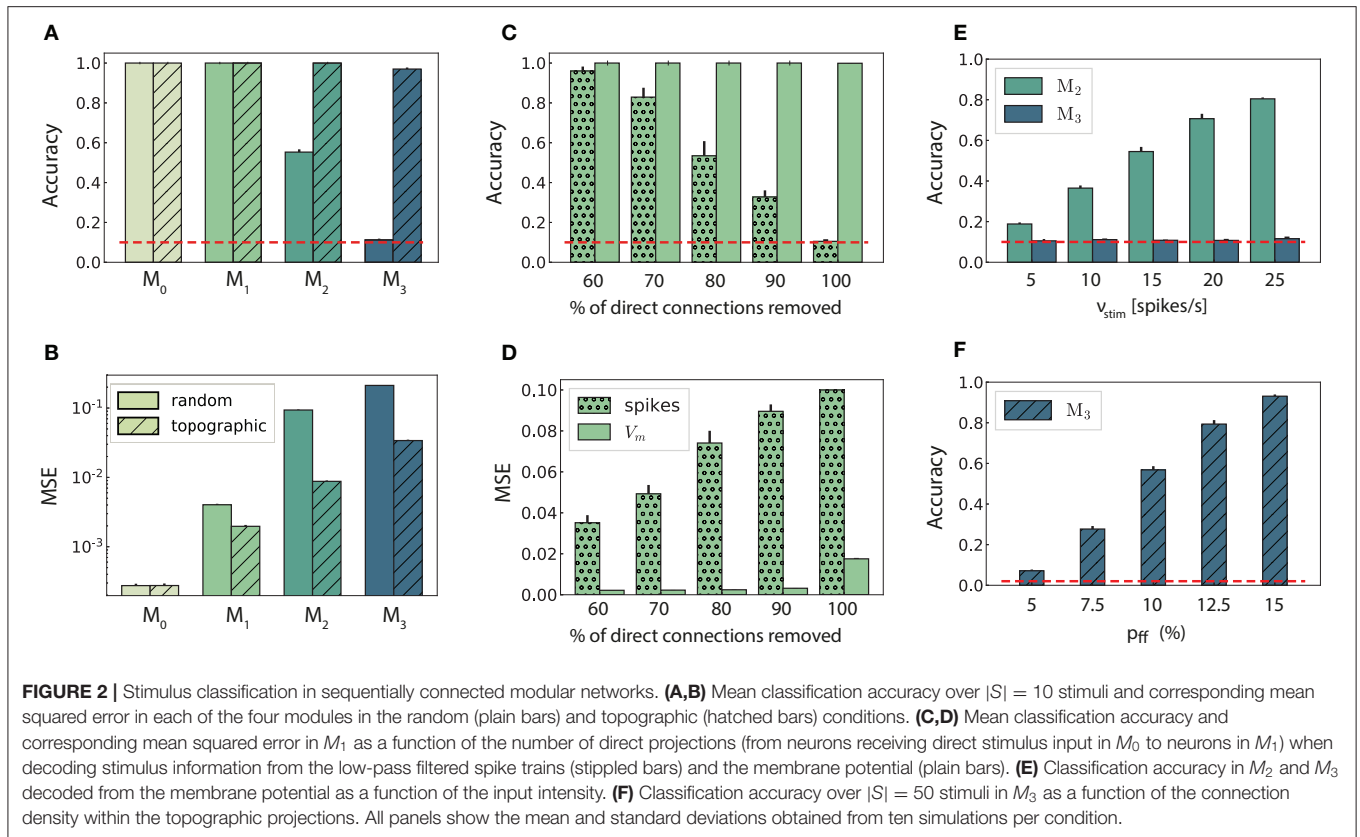 A
Accuracy
1.0
0.8
0.6
0.4
0.2
0.0
M0
M1
M2
M3
B
MSE
10⁻¹
10⁻²
10⁻³
random
topographic
M0
M1
M2
M3
C
Accuracy
1.0
0.8
0.6
0.4
0.2
0.0
60 70 80 90 100
% of direct connections removed
D
MSE
0.10
0.08
0.06
0.04
0.02
0.00
spikes
Vm
60 70 80 90 100
% of direct connections removed
E
Accuracy
1.0
0.8
0.6
0.4
0.2
0.0
M2
M3
5 10 15 20 25
νstim [spikes/s]
F
Accuracy
1.0
0.8
0.6
0.4
0.2
0.0
M3
5 7.5 10 12.5 15
pff (%)
FIGURE 2 | Stimulus classification in sequentially connected modular networks. (A,B) Mean classification accuracy over |S| = 10 stimuli and corresponding mean
squared error in each of the four modules in the random (plain bars) and topographic (hatched bars) conditions. (C,D) Mean classification accuracy and
corresponding mean squared error in M1 as a function of the number of direct projections (from neurons receiving direct stimulus input in M0 to neurons in M1) when
decoding stimulus information from the low-pass filtered spike trains (stippled bars) and the membrane potential (plain bars). (E) Classification accuracy in M2 and M3
decoded from the membrane potential as a function of the input intensity. (F) Classification accuracy over |S| = 50 stimuli in M3 as a function of the connection
density within the topographic projections. All panels show the mean and standard deviations obtained from ten simulations per condition.